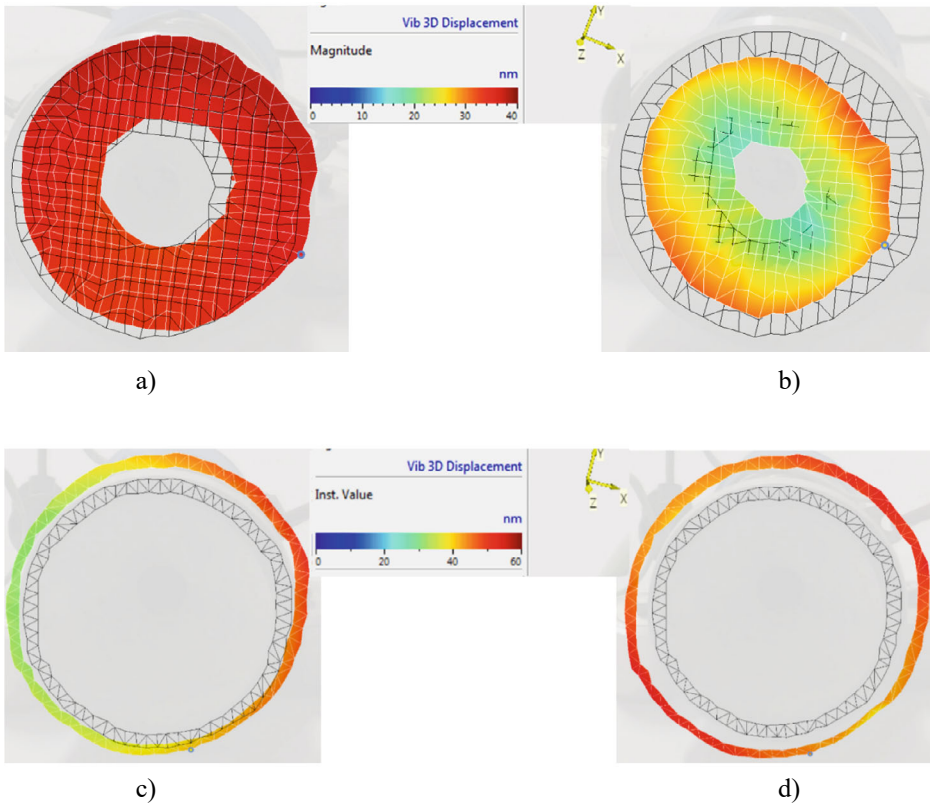 Vib 3D Displacement
Magnitude
nm
0 10 20 30 40
Y
X
Z
Y
X
Z
a)
b)
Vib 3D Displacement
Inst. Value
nm
0 20 40 60
Y
X
Z
c)
d)